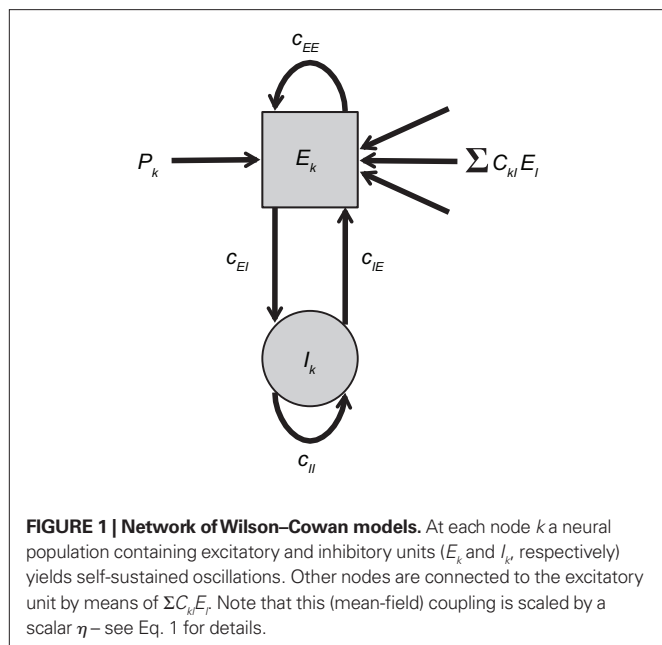 c_EE
P_k
E_k
Σ C_kl E_l
c_EI
c_IE
I_k
c_II
FIGURE 1 | Network of Wilson–Cowan models. At each node k a neural
population containing excitatory and inhibitory units (E_k and I_k, respectively)
yields self-sustained oscillations. Other nodes are connected to the excitatory
unit by means of ΣC_kl E_l. Note that this (mean-field) coupling is scaled by a
scalar η – see Eq. 1 for details.